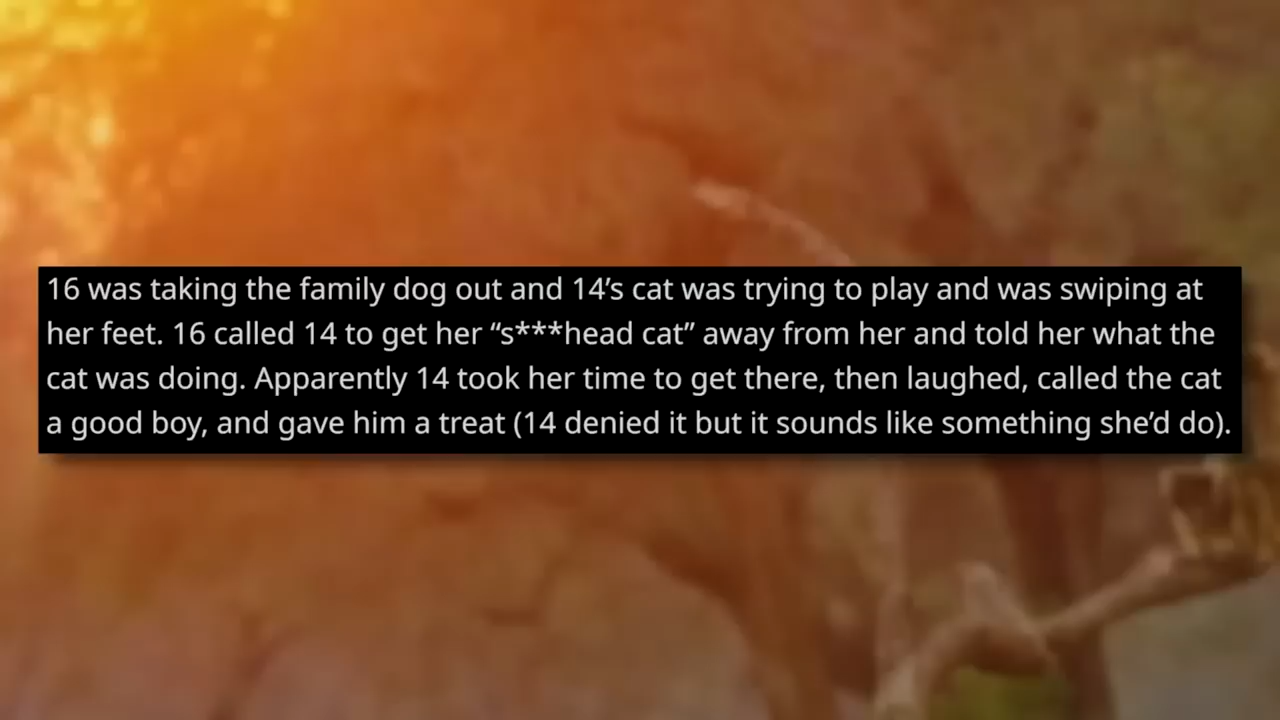 16 was taking the family dog out and 14’s cat was trying to play and was swiping at
her feet. 16 called 14 to get her “s***head cat” away from her and told her what the
cat was doing. Apparently 14 took her time to get there, then laughed, called the cat
a good boy, and gave him a treat (14 denied it but it sounds like something she’d do).